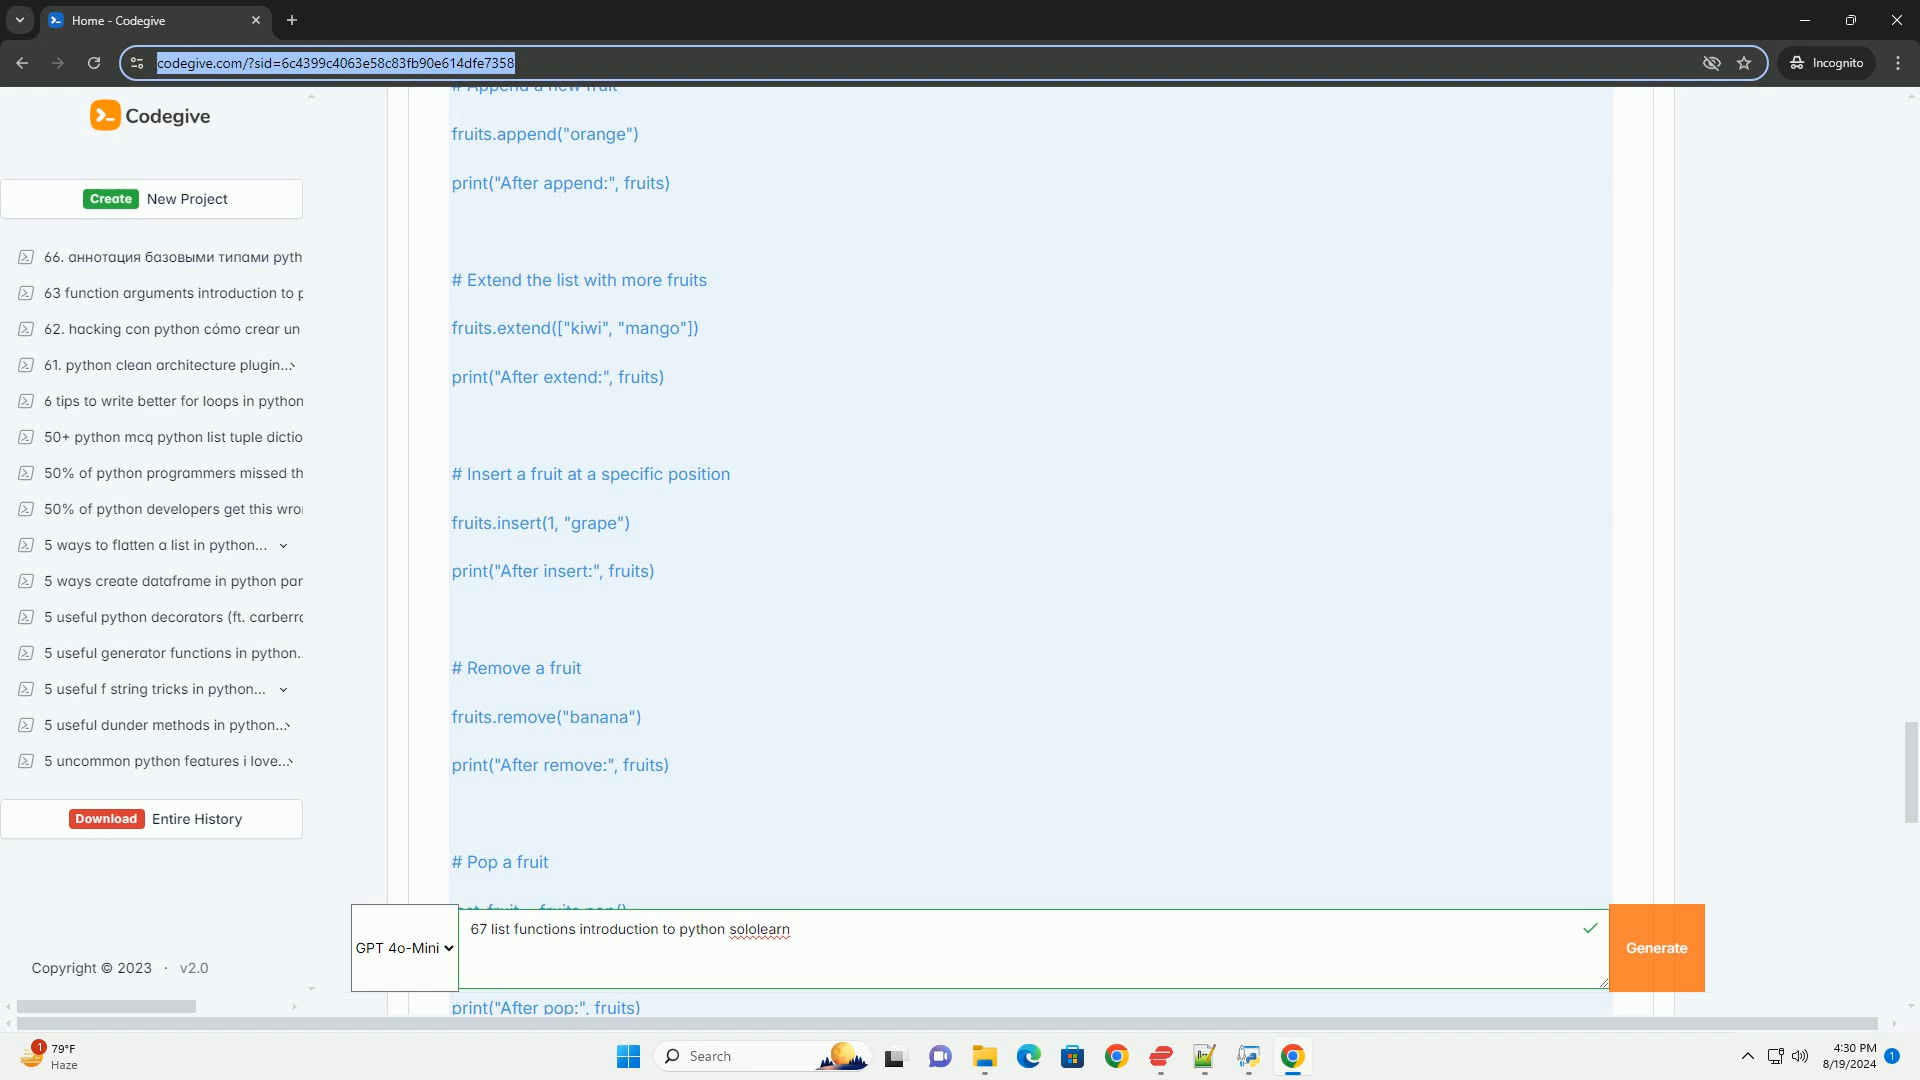 Home - Codegive
codegive.com/?sid=6c4399c4063e58c83fb90e614dfe7358
Incognito
Codegive
Create New Project
66. аннотация базовыми типами pyth
63 function arguments introduction to p
62. hacking con python cómo crear un
61. python clean architecture plugin...
6 tips to write better for loops in python
50+ python mcq python list tuple dictio
50% of python programmers missed th
50% of python developers get this wro
5 ways to flatten a list in python...
5 ways create dataframe in python pan
5 useful python decorators (ft. carberra
5 useful generator functions in python..
5 useful f string tricks in python...
5 useful dunder methods in python...
5 uncommon python features i love...
Download Entire History
Copyright © 2023 · v2.0
# Append a new fruit
fruits.append("orange")
print("After append:", fruits)
# Extend the list with more fruits
fruits.extend(["kiwi", "mango"])
print("After extend:", fruits)
# Insert a fruit at a specific position
fruits.insert(1, "grape")
print("After insert:", fruits)
# Remove a fruit
fruits.remove("banana")
print("After remove:", fruits)
# Pop a fruit
GPT 4o-Mini
67 list functions introduction to python sololearn
Generate
print("After pop:", fruits)
1
79°F
Haze
Search
4:30 PM
8/19/2024
1